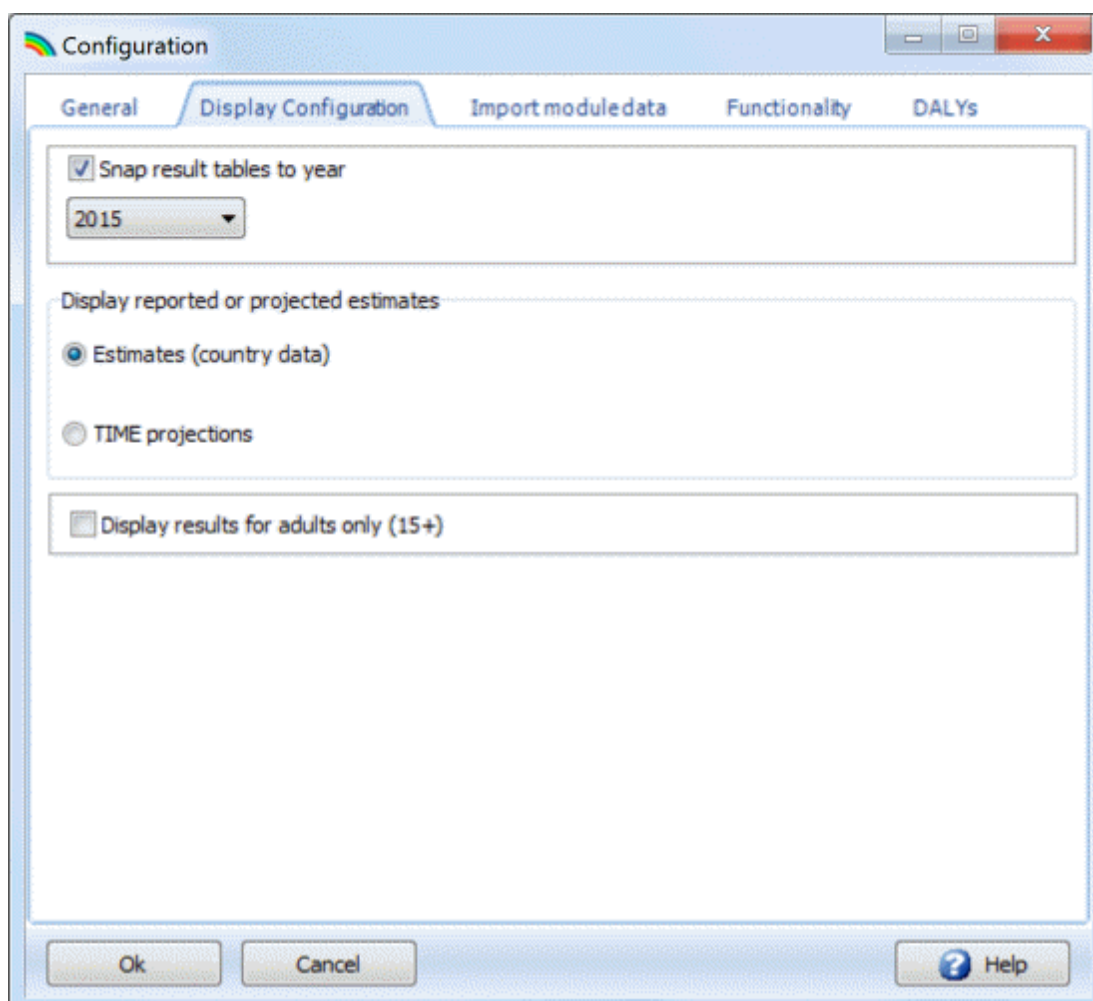 Configuration
General Display Configuration Import module data Functionality DALYs
Snap result tables to year
2015
Display reported or projected estimates
Estimates (country data)
TIME projections
Display results for adults only (15+)
Ok Cancel Help